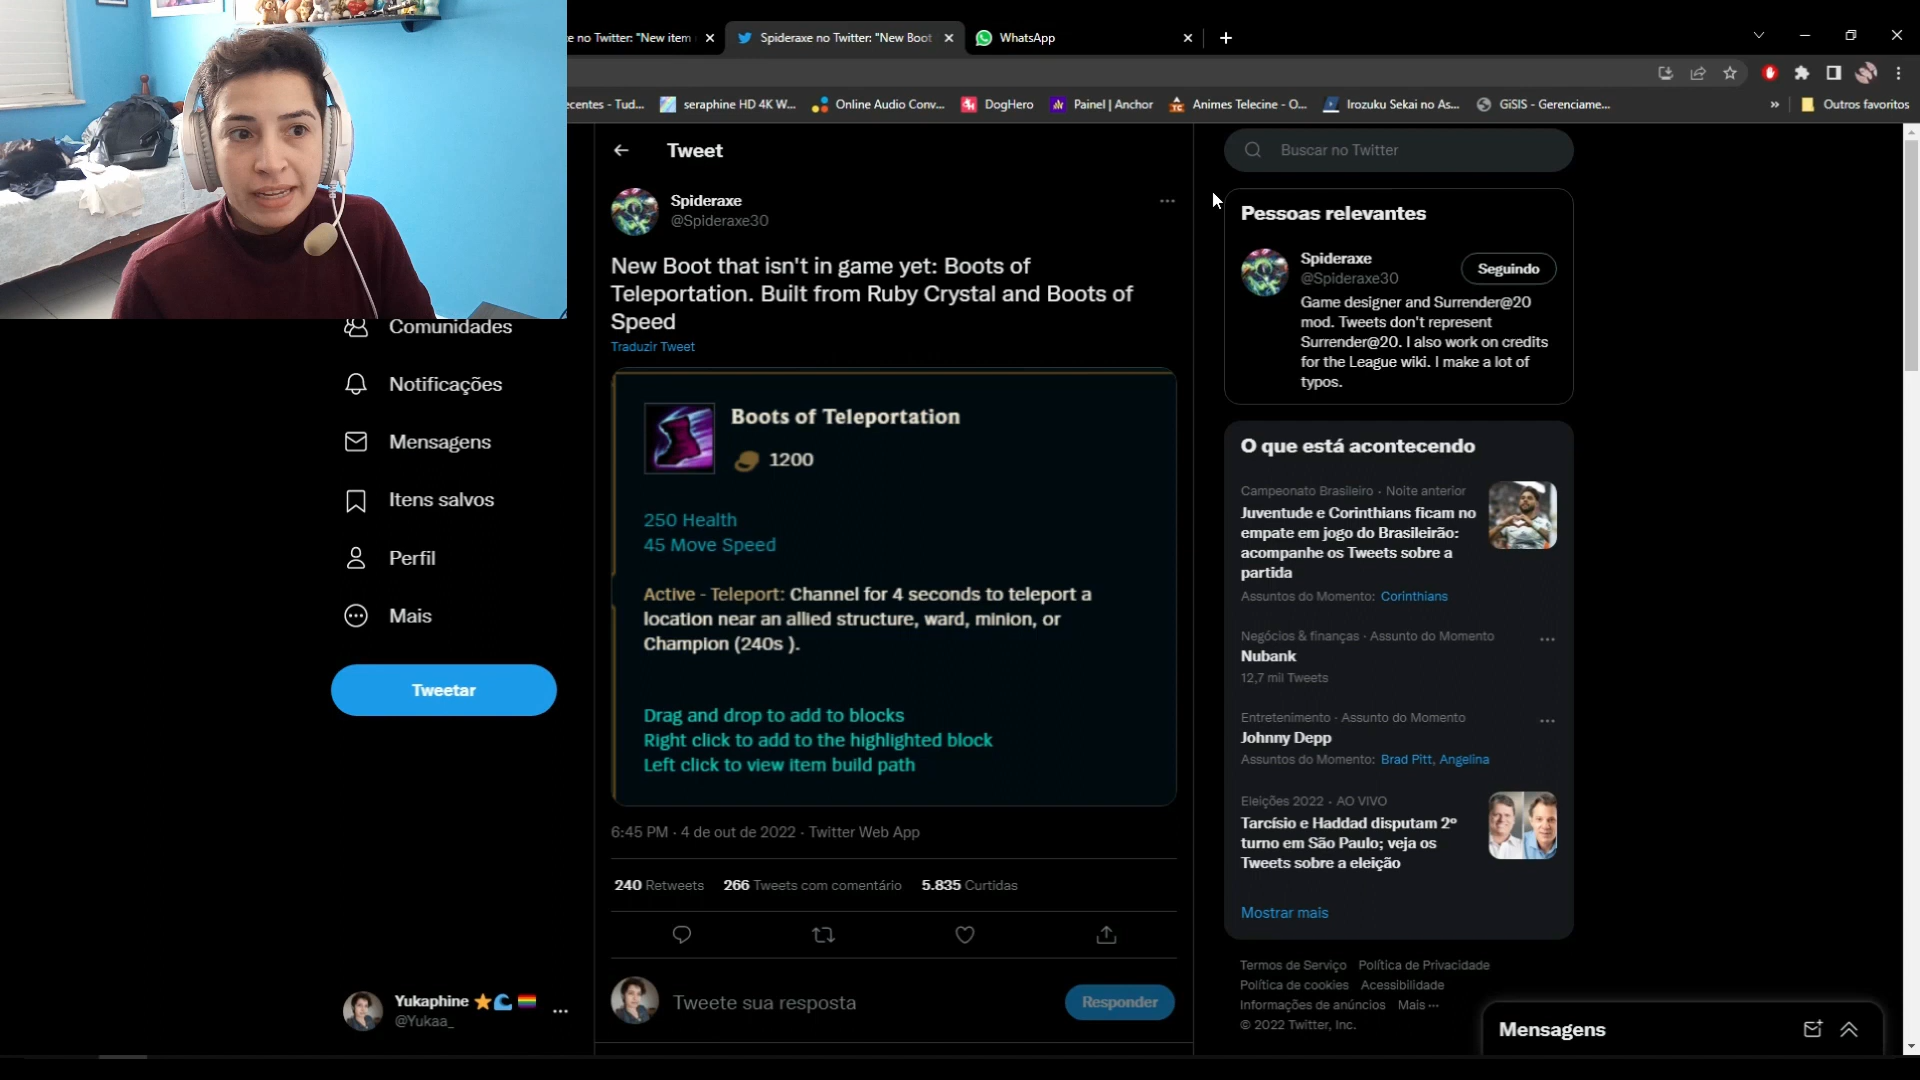 e no Twitter: "New item
Spideraxe no Twitter: "New Boot
WhatsApp
ecentes - Tud...
seraphine HD 4K W...
Online Audio Conv...
DogHero
Painel | Anchor
Animes Telecine - O...
Irozuku Sekai no As...
GiSIS - Gerenciame...
»
Outros favoritos
Tweet
Spideraxe
@Spideraxe30
New Boot that isn't in game yet: Boots of
Teleportation. Built from Ruby Crystal and Boots of
Speed
Traduzir Tweet
Boots of Teleportation
1200
250 Health
45 Move Speed
Active - Teleport: Channel for 4 seconds to teleport a
location near an allied structure, ward, minion, or
Champion (240s ).
Drag and drop to add to blocks
Right click to add to the highlighted block
Left click to view item build path
6:45 PM · 4 de out de 2022 · Twitter Web App
240 Retweets 266 Tweets com comentário 5.835 Curtidas
Tweete sua resposta
Responder
Comunidades
Notificações
Mensagens
Itens salvos
Perfil
Mais
Tweetar
Yukaphine
@Yukaa_
Buscar no Twitter
Pessoas relevantes
Spideraxe
@Spideraxe30
Seguindo
Game designer and Surrender@20
mod. Tweets don't represent
Surrender@20. I also work on credits
for the League wiki. I make a lot of
typos.
O que está acontecendo
Campeonato Brasileiro · Noite anterior
Juventude e Corinthians ficam no
empate em jogo do Brasileirão:
acompanhe os Tweets sobre a
partida
Assuntos do Momento: Corinthians
Negócios & finanças · Assunto do Momento
Nubank
12,7 mil Tweets
Entretenimento · Assunto do Momento
Johnny Depp
Assuntos do Momento: Brad Pitt, Angelina
Eleições 2022 · AO VIVO
Tarcísio e Haddad disputam 2º
turno em São Paulo; veja os
Tweets sobre a eleição
Mostrar mais
Termos de Serviço Política de Privacidade
Política de cookies Acessibilidade
Informações de anúncios Mais ···
© 2022 Twitter, Inc.
Mensagens